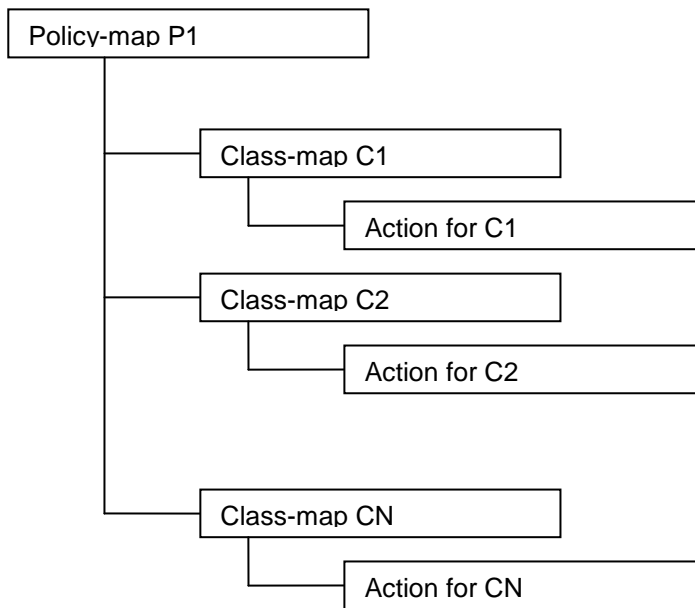 Policy-map P1
Class-map C1
Action for C1
Class-map C2
Action for C2
Class-map CN
Action for CN